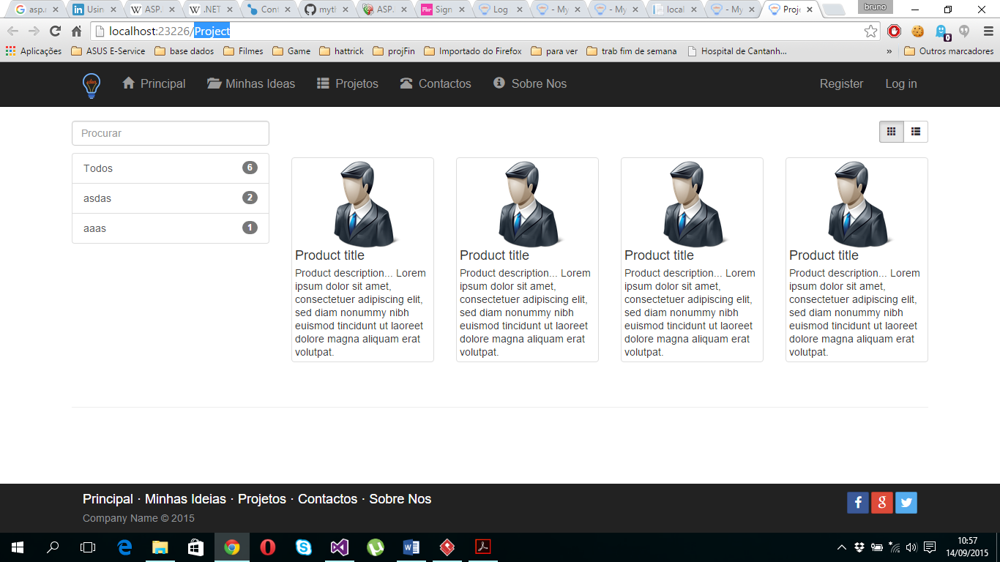 asp.
Usin
ASP.
.NET
Cont
myth
ASP.
Sign
Log
- My
- My
local
- My
Proje
bruno
localhost:23226/Project
0
Aplicações ASUS E-Service base dados Filmes Game hattrick projFin Importado do Firefox para ver trab fim de semana Hospital de Cantanh... » Outros marcadores
Principal Minhas Ideas Projetos Contactos Sobre Nos Register Log in
Procurar
Todos 6
asdas 2
aaas 1
Product title
Product description... Lorem
ipsum dolor sit amet,
consectetuer adipiscing elit,
sed diam nonummy nibh
euismod tincidunt ut laoreet
dolore magna aliquam erat
volutpat.
Product title
Product description... Lorem
ipsum dolor sit amet,
consectetuer adipiscing elit,
sed diam nonummy nibh
euismod tincidunt ut laoreet
dolore magna aliquam erat
volutpat.
Product title
Product description... Lorem
ipsum dolor sit amet,
consectetuer adipiscing elit,
sed diam nonummy nibh
euismod tincidunt ut laoreet
dolore magna aliquam erat
volutpat.
Product title
Product description... Lorem
ipsum dolor sit amet,
consectetuer adipiscing elit,
sed diam nonummy nibh
euismod tincidunt ut laoreet
dolore magna aliquam erat
volutpat.
Principal · Minhas Ideias · Projetos · Contactos · Sobre Nos
Company Name © 2015
10:57
14/09/2015